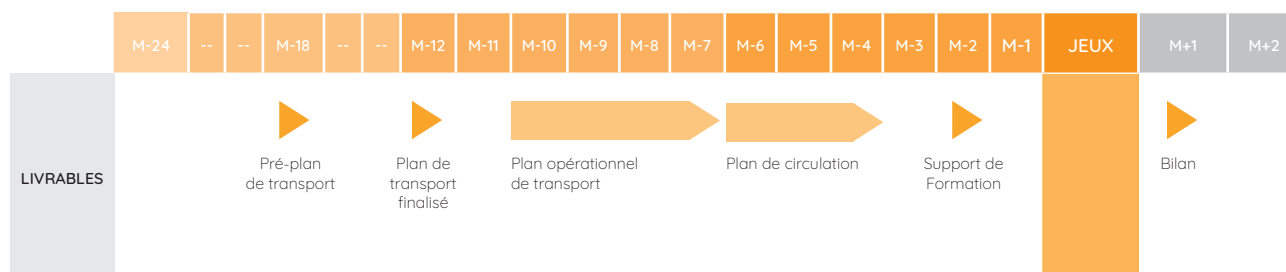 M-24 -- -- M-18 -- -- M-12 M-11 M-10 M-9 M-8 M-7 M-6 M-5 M-4 M-3 M-2 M-1 JEUX M+1 M+2
LIVRABLES
Pré-plan
de transport
Plan de
transport
finalisé
Plan opérationnel
de transport
Plan de circulation
Support de
Formation
Bilan